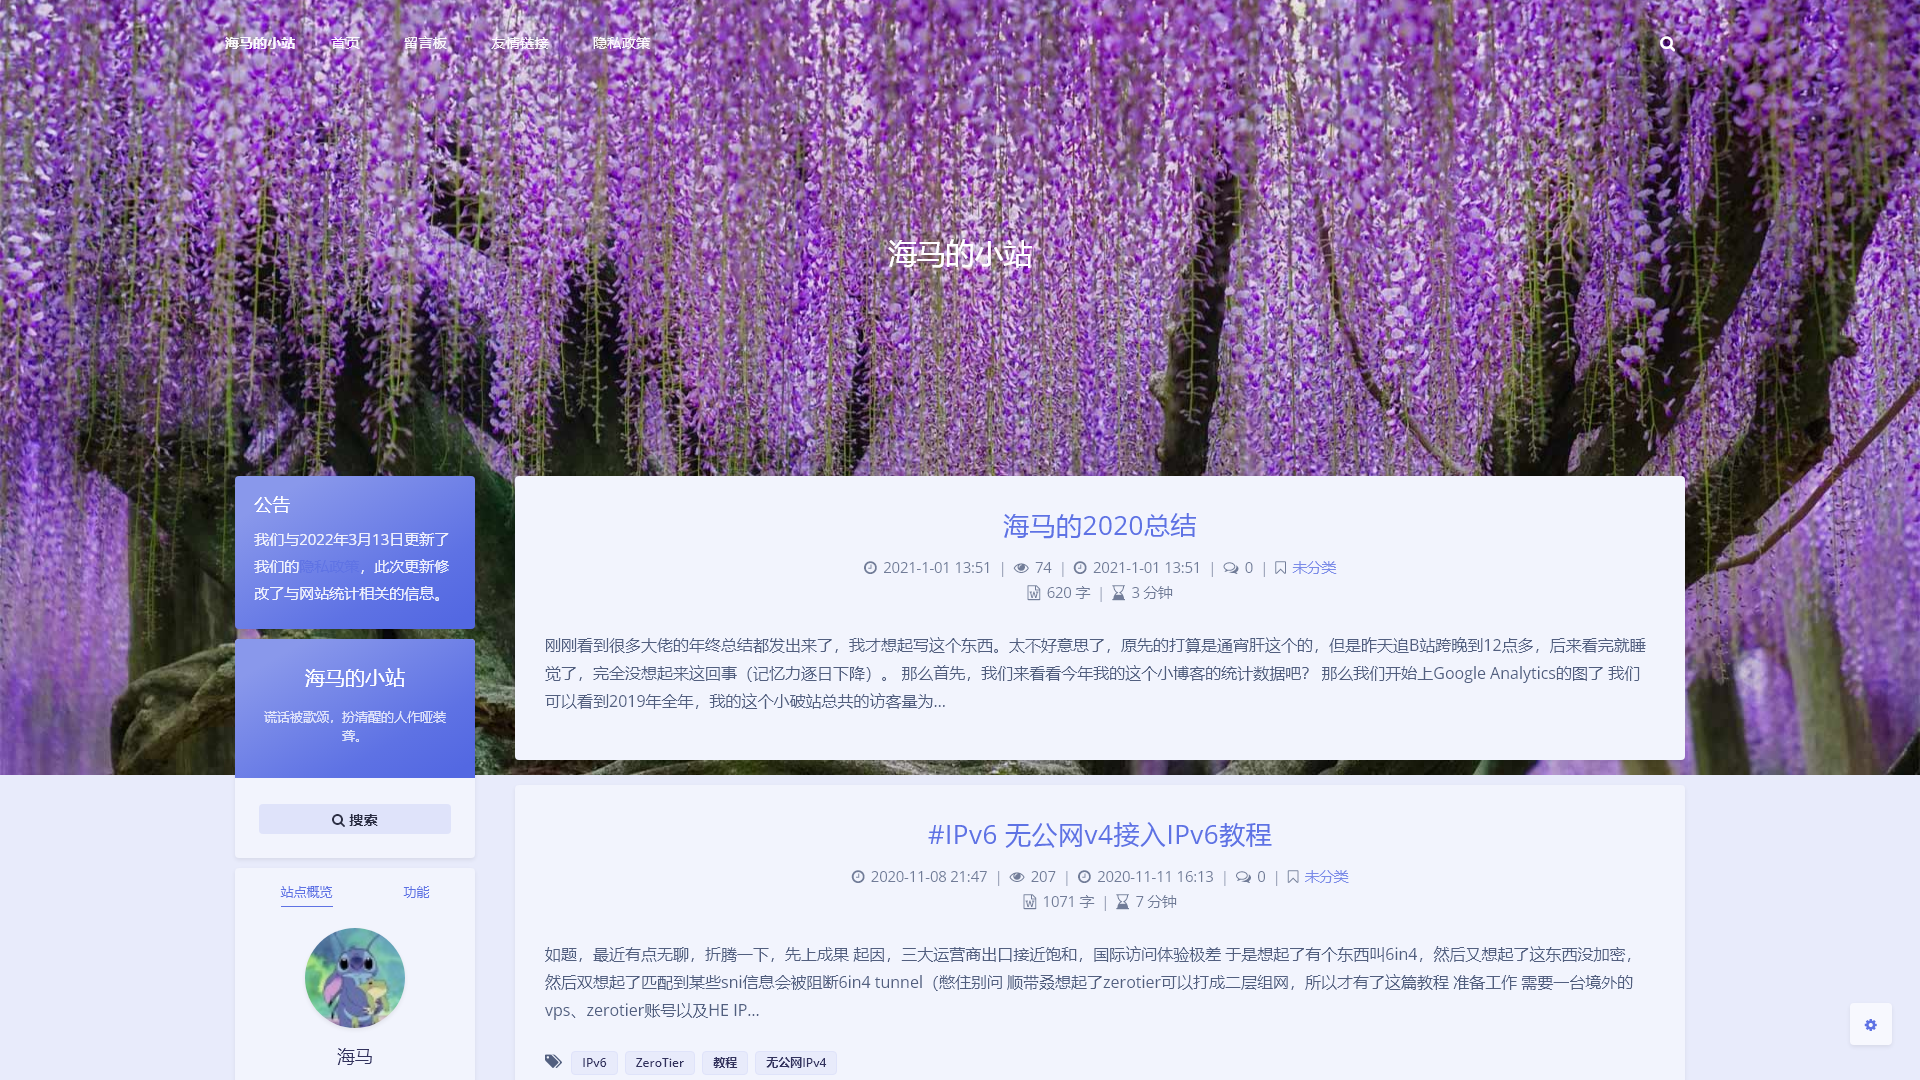 海马的小站 首页 留言板 友情链接 隐私政策
海马的小站
公告
我们与2022年3月13日更新了
我们的隐私政策，此次更新修
改了与网站统计相关的信息。
海马的小站
谎话被歌颂，扮清醒的人作哑装
聋。
搜索
站点概览 功能
海马
海马的2020总结
2021-1-01 13:51 | 74 | 2021-1-01 13:51 | 0 | 未分类
620 字 | 3 分钟
刚刚看到很多大佬的年终总结都发出来了，我才想起写这个东西。太不好意思了，原先的打算是通宵肝这个的，但是昨天追B站跨晚到12点多，后来看完就睡
觉了，完全没想起来这回事（记忆力逐日下降）。 那么首先，我们来看看今年我的这个小博客的统计数据吧？ 那么我们开始上Google Analytics的图了 我们
可以看到2019年全年，我的这个小破站总共的访客量为...
#IPv6 无公网v4接入IPv6教程
2020-11-08 21:47 | 207 | 2020-11-11 16:13 | 0 | 未分类
1071 字 | 7 分钟
如题，最近有点无聊，折腾一下，先上成果 起因，三大运营商出口接近饱和，国际访问体验极差 于是想起了有个东西叫6in4，然后又想起了这东西没加密，
然后双想起了匹配到某些sni信息会被阻断6in4 tunnel（憋住别问 顺带叒想起了zerotier可以打成二层组网，所以才有了这篇教程 准备工作 需要一台境外的
vps、zerotier账号以及HE IP...
IPv6 ZeroTier 教程 无公网IPv4